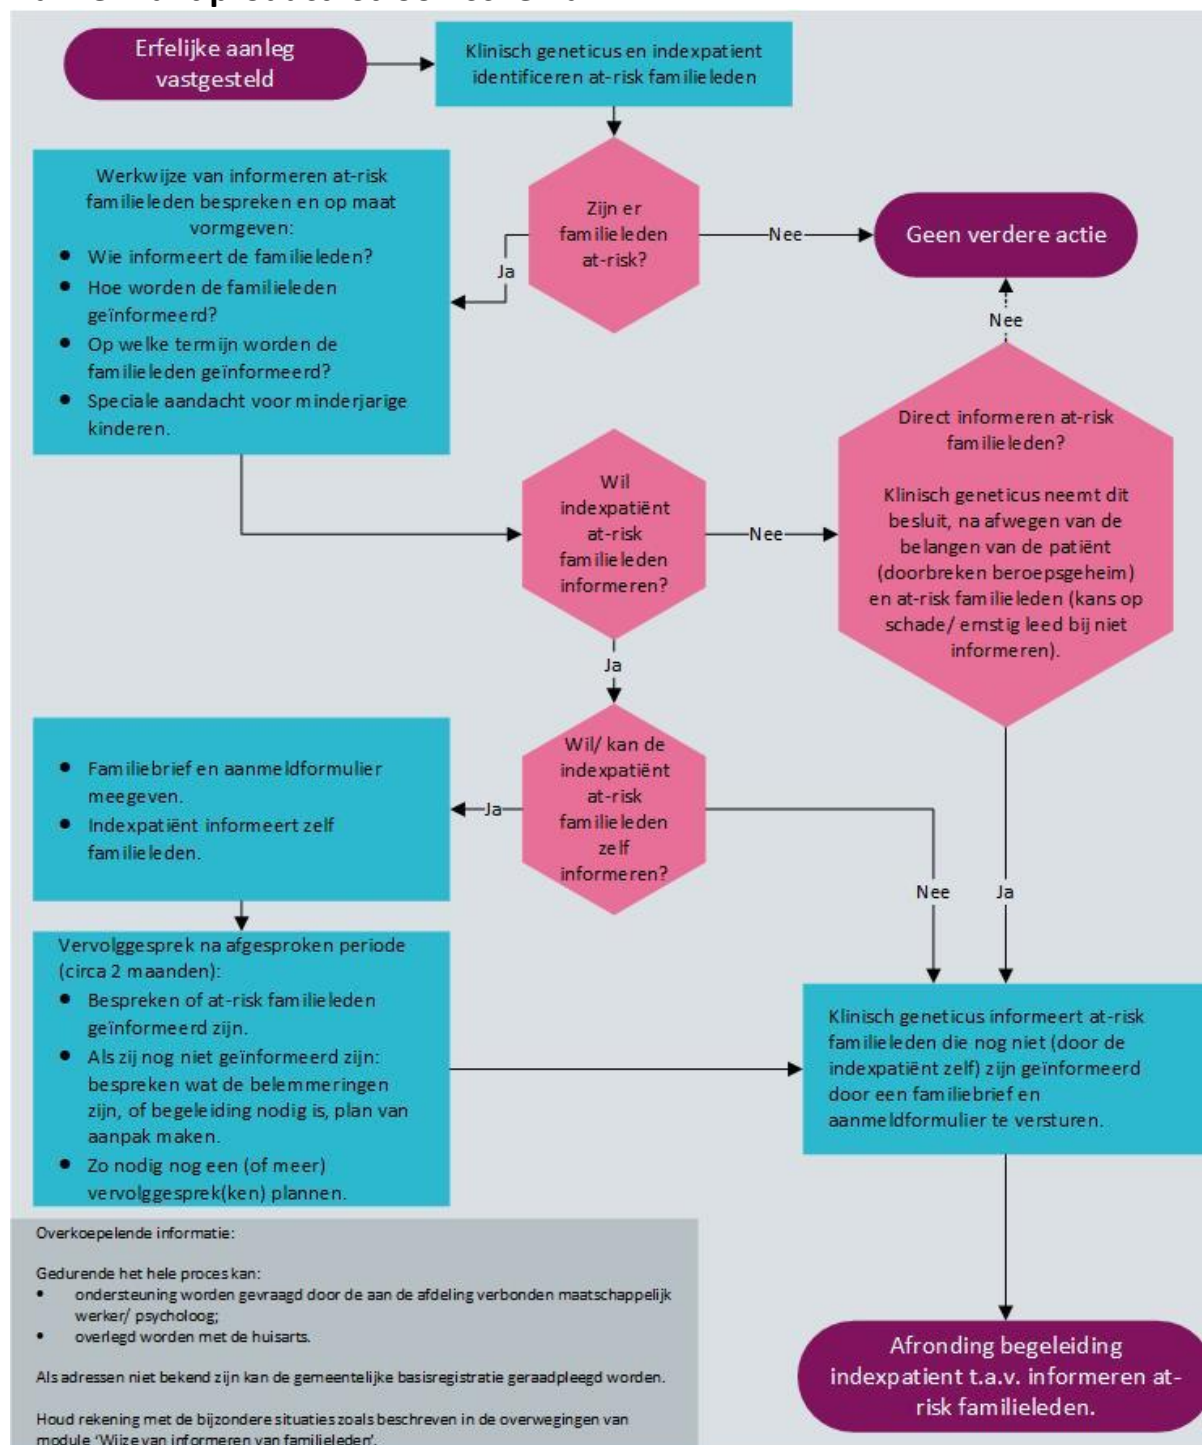 Erfelijke aanleg
vastgesteld
Klinisch geneticus en indexpatient
identificeren at-risk familieleden
Zijn er
familieleden
at-risk?
Nee
Geen verdere actie
Ja
Werkwijze van informeren at-risk
familieleden bespreken en op maat
vormgeven:
● Wie informeert de familieleden?
● Hoe worden de familieleden
geïnformeerd?
● Op welke termijn worden de
familieleden geïnformeerd?
● Speciale aandacht voor minderjarige
kinderen.
Wil
indexpatiënt
at-risk
familieleden
informeren?
Nee
Direct informeren at-risk
familieleden?
Klinisch geneticus neemt dit
besluit, na afwegen van de
belangen van de patiënt
(doorbreken beroepsgeheim)
en at-risk familieleden (kans op
schade/ ernstig leed bij niet
informeren).
Nee
Ja
Wil/ kan de
indexpatiënt
at-risk
familieleden
zelf
informeren?
Ja
Nee
Ja
● Familiebrief en aanmeldformulier
meegeven.
● Indexpatiënt informeert zelf
familieleden.
Vervolggesprek na afgesproken periode
(circa 2 maanden):
● Bespreken of at-risk familieleden
geïnformeerd zijn.
● Als zij nog niet geïnformeerd zijn:
bespreken wat de belemmeringen
zijn, of begeleiding nodig is, plan van
aanpak maken.
● Zo nodig nog een (of meer)
vervolggesprek(ken) plannen.
Klinisch geneticus informeert at-risk
familieleden die nog niet (door de
indexpatiënt zelf) zijn geïnformeerd
door een familiebrief en
aanmeldformulier te versturen.
Afronding begeleiding
indexpatient t.a.v. informeren at-
risk familieleden.
Overkoepelende informatie:
Gedurende het hele proces kan:
● ondersteuning worden gevraagd door de aan de afdeling verbonden maatschappelijk
werker/ psycholoog;
● overlegd worden met de huisarts.
Als adressen niet bekend zijn kan de gemeentelijke basisregistratie geraadpleegd worden.
Houd rekening met de bijzondere situaties zoals beschreven in de overwegingen van
module 'Wijze van informeren van familieleden'.